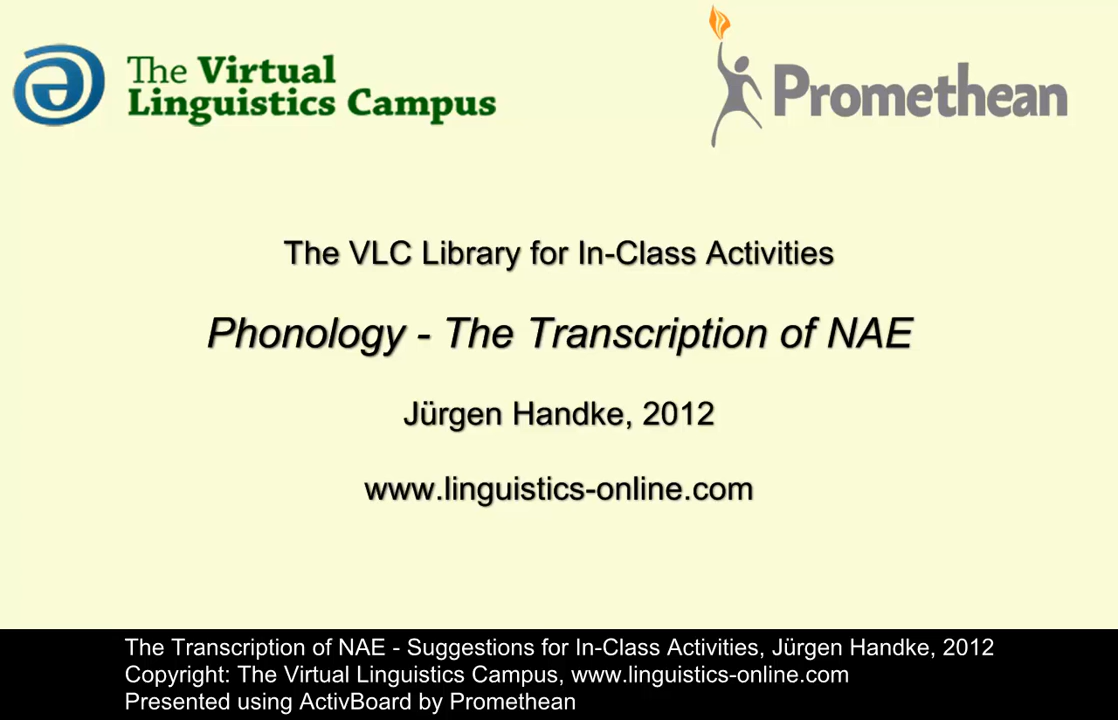 The Virtual
Linguistics Campus
Promethean
The VLC Library for In-Class Activities
Phonology - The Transcription of NAE
Jürgen Handke, 2012
www.linguistics-online.com
The Transcription of NAE - Suggestions for In-Class Activities, Jürgen Handke, 2012
Copyright: The Virtual Linguistics Campus, www.linguistics-online.com
Presented using ActivBoard by Promethean